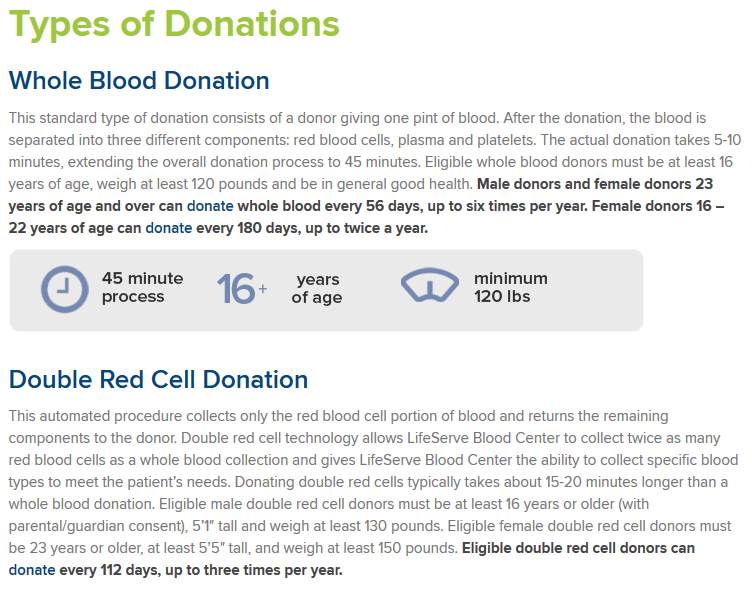 Types of Donations
Whole Blood Donation
This standard type of donation consists of a donor giving one pint of blood. After the donation, the blood is
separated into three different components: red blood cells, plasma and platelets. The actual donation takes 5-10
minutes, extending the overall donation process to 45 minutes. Eligible whole blood donors must be at least 16
years of age, weigh at least 120 pounds and be in general good health. Male donors and female donors 23
years of age and over can donate whole blood every 56 days, up to six times per year. Female donors 16 –
22 years of age can donate every 180 days, up to twice a year.
45 minute
process
16+
years
of age
minimum
120 lbs
Double Red Cell Donation
This automated procedure collects only the red blood cell portion of blood and returns the remaining
components to the donor. Double red cell technology allows LifeServe Blood Center to collect twice as many
red blood cells as a whole blood collection and gives LifeServe Blood Center the ability to collect specific blood
types to meet the patient's needs. Donating double red cells typically takes about 15-20 minutes longer than a
whole blood donation. Eligible male double red cell donors must be at least 16 years or older (with
parental/guardian consent), 5'1" tall and weigh at least 130 pounds. Eligible female double red cell donors must
be 23 years or older, at least 5'5" tall, and weigh at least 150 pounds. Eligible double red cell donors can
donate every 112 days, up to three times per year.